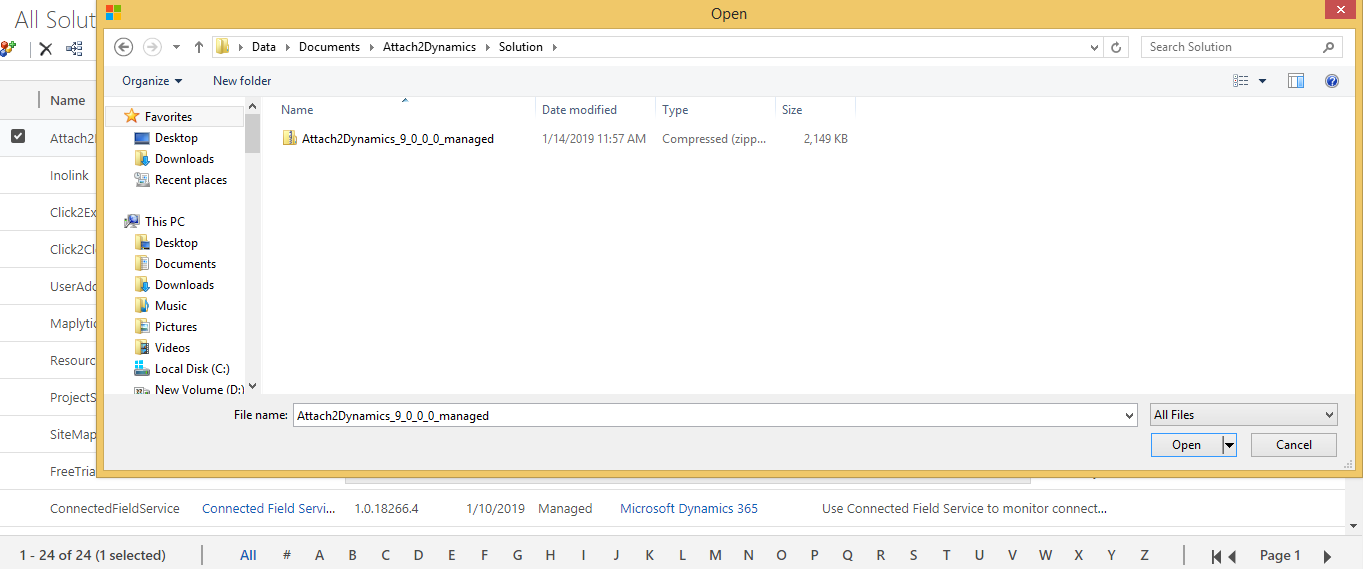 All Solut
Open
Data Documents Attach2Dynamics Solution
Search Solution
Organize New folder
Name
Name Date modified Type Size
Favorites
Desktop
Downloads
Recent places
This PC
Desktop
Documents
Downloads
Music
Pictures
Videos
Local Disk (C:)
New Volume (D:)
Attach2Dynamics_9_0_0_0_managed 1/14/2019 11:57 AM Compressed (zipp... 2,149 KB
Attach2
Inolink
Click2Ex
Click2Cl
UserAdd
Maplytic
Resourc
ProjectS
SiteMap
FreeTria
File name: Attach2Dynamics_9_0_0_0_managed All Files
Open Cancel
ConnectedFieldService Connected Field Servi... 1.0.18266.4 1/10/2019 Managed Microsoft Dynamics 365 Use Connected Field Service to monitor connect...
1 - 24 of 24 (1 selected) All # A B C D E F G H I J K L M N O P Q R S T U V W X Y Z Page 1